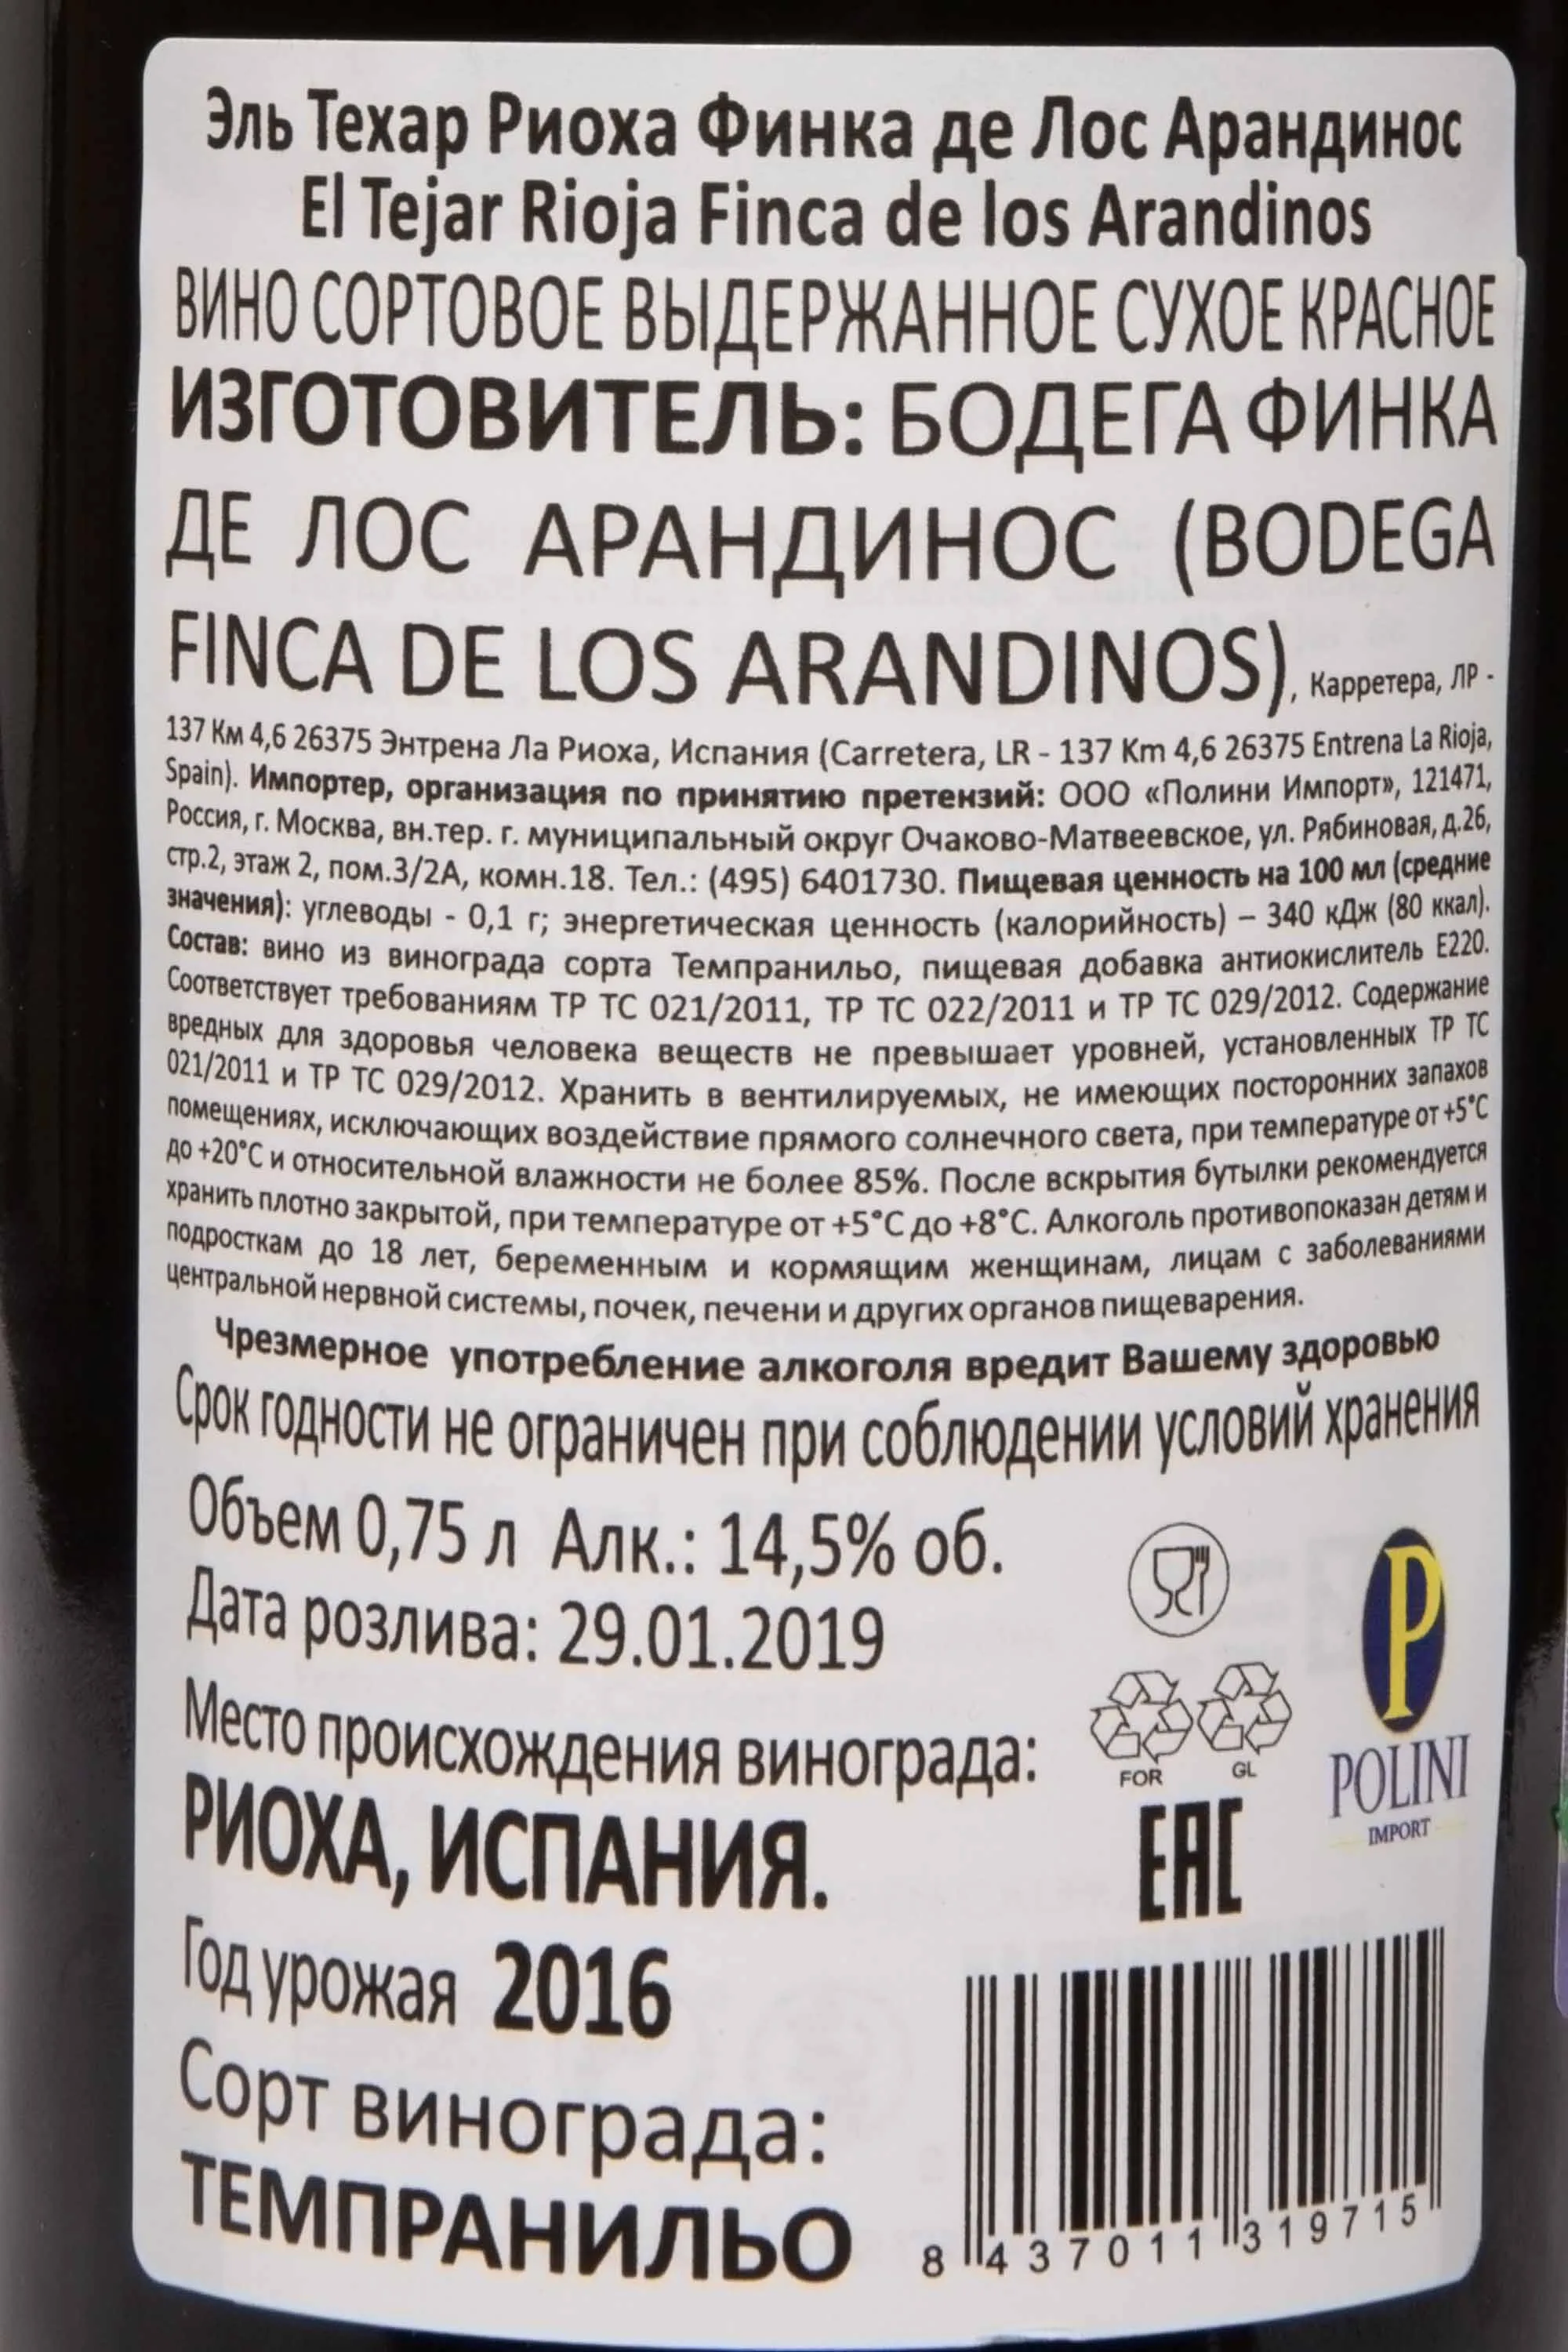 Эль Техар Риоха Финка де Лос Арандинос
El Tejar Rioja Finca de los Arandinos
ВИНО СОРТОВОЕ ВЫДЕРЖАННОЕ СУХОЕ КРАСНОЕ
ИЗГОТОВИТЕЛЬ: БОДЕГА ФИНКА
ДЕ ЛОС АРАНДИНОС (BODEGA
FINCA DE LOS ARANDINOS), Карретера, ЛР -
137 Км 4,6 26375 Энтрена Ла Риоха, Испания (Carretera, LR - 137 Km 4,6 26375 Entrena La Rioja,
Spain). Импортер, организация по принятию претензий: ООО «Полини Импорт», 121471,
Россия, г. Москва, вн.тер. г. муниципальный округ Очаково-Матвеевское, ул. Рябиновая, д.26,
стр.2, этаж 2, пом.3/2А, комн.18. Тел.: (495) 6401730. Пищевая ценность на 100 мл (средние
значения): углеводы - 0,1 г; энергетическая ценность (калорийность) – 340 кДж (80 ккал).
Состав: вино из винограда сорта Темпранильо, пищевая добавка антиокислитель Е220.
Соответствует требованиям ТР ТС 021/2011, ТР ТС 022/2011 и ТР ТС 029/2012. Содержание
вредных для здоровья человека веществ не превышает уровней, установленных ТР ТС
021/2011 и ТР ТС 029/2012. Хранить в вентилируемых, не имеющих посторонних запахов
помещениях, исключающих воздействие прямого солнечного света, при температуре от +5°С
до +20°С и относительной влажности не более 85%. После вскрытия бутылки рекомендуется
хранить плотно закрытой, при температуре от +5°С до +8°С. Алкоголь противопоказан детям и
подросткам до 18 лет, беременным и кормящим женщинам, лицам с заболеваниями
центральной нервной системы, почек, печени и других органов пищеварения.
Чрезмерное употребление алкоголя вредит Вашему здоровью
Срок годности не ограничен при соблюдении условий хранения
Объем 0,75 л Алк.: 14,5% об.
Дата розлива: 29.01.2019
Место происхождения винограда:
РИОХА, ИСПАНИЯ.
Год урожая 2016
Сорт винограда:
ТЕМПРАНИЛЬО
FOR GL
EAC
P
POLINI
IMPORT
8 437011 319715